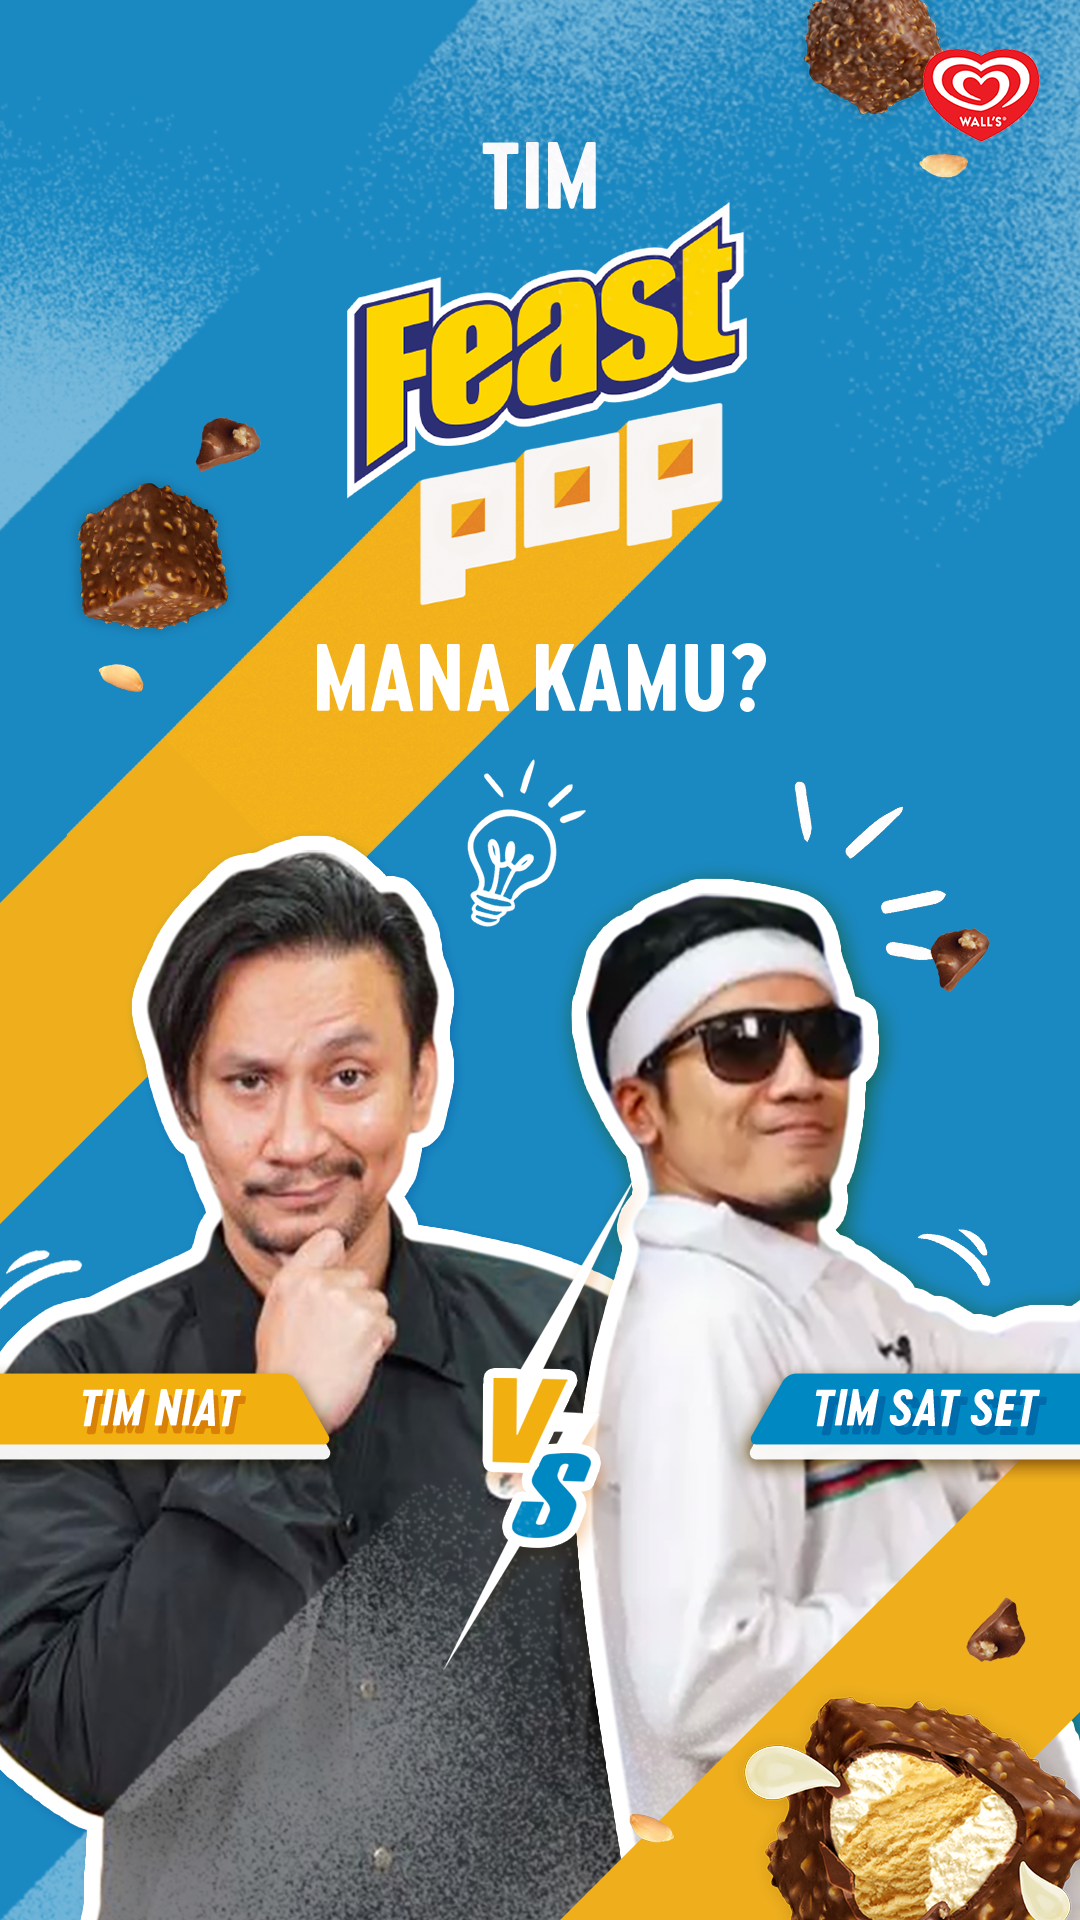 WALL'S
TIM
Feast
POP
MANA KAMU?
TIM NIAT
VS
TIM SAT SET